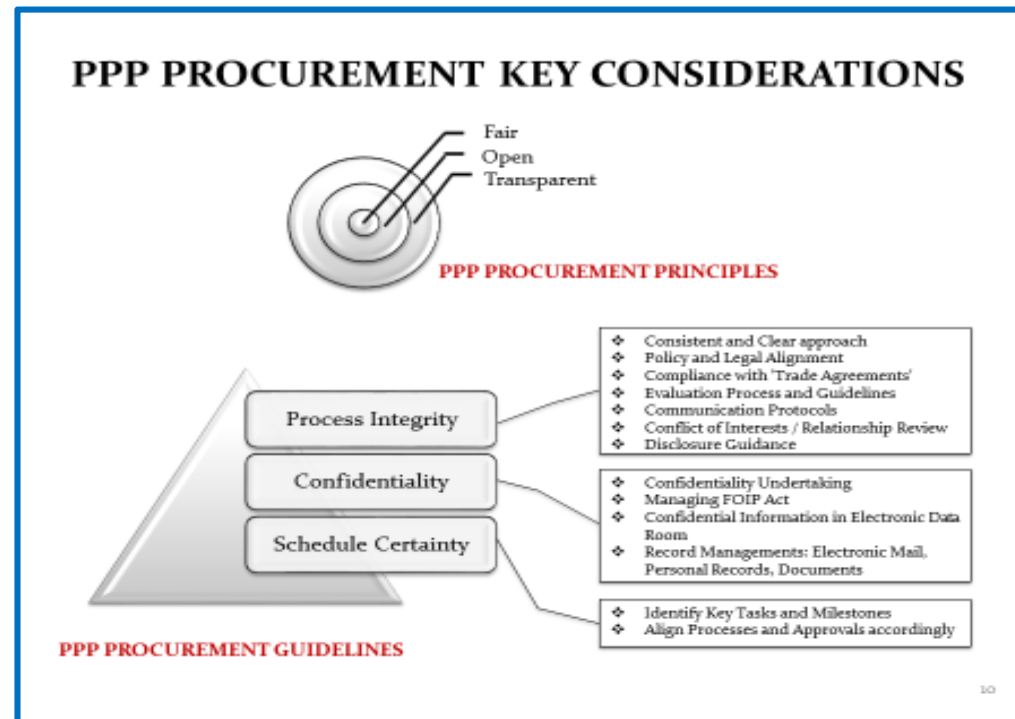 PPP PROCUREMENT KEY CONSIDERATIONS
Fair
Open
Transparent
PPP PROCUREMENT PRINCIPLES
Process Integrity
❖ Consistent and Clear approach
❖ Policy and Legal Alignment
❖ Compliance with 'Trade Agreements'
❖ Evaluation Process and Guidelines
❖ Communication Protocols
❖ Conflict of Interests / Relationship Review
❖ Disclosure Guidance
Confidentiality
❖ Confidentiality Undertaking
❖ Managing FOIP Act
❖ Confidential Information in Electronic Data
Room
❖ Record Managements: Electronic Mail,
Personal Records, Documents
Schedule Certainty
❖ Identify Key Tasks and Milestones
❖ Align Processes and Approvals accordingly
PPP PROCUREMENT GUIDELINES
10